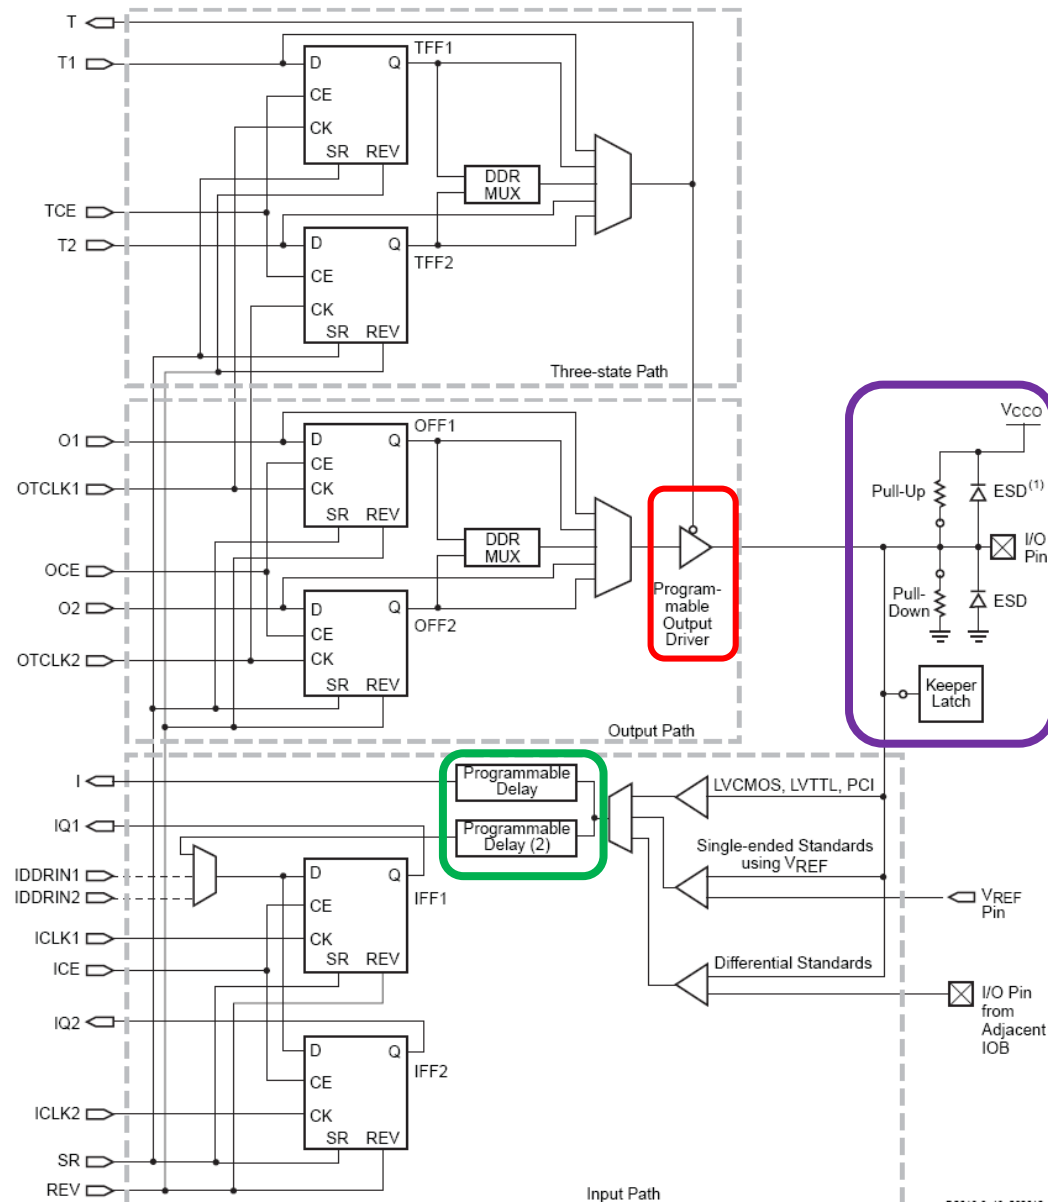 T
T1
D
Q
TFF1
CE
CK
SR REV
DDR
MUX
TCE
T2
D
Q
TFF2
CE
CK
SR REV
Three-state Path
O1
D
Q
OFF1
CE
OTCLK1
CK
SR REV
DDR
MUX
OCE
O2
D
Q
OFF2
CE
OTCLK2
CK
SR REV
Program-
mable
Output
Driver
Output Path
VCCO
Pull-Up
ESD(1)
I/O
Pin
Pull-
Down
ESD
Keeper
Latch
I
Programmable
Delay
LVCMOS, LVTTL, PCI
IQ1
Programmable
Delay (2)
Single-ended Standards
using VREF
IDDRIN1
IDDRIN2
D
Q
IFF1
CE
VREF
Pin
ICLK1
CK
ICE
SR REV
Differential Standards
I/O Pin
from
Adjacent
IOB
IQ2
D
Q
IFF2
CE
ICLK2
CK
SR REV
SR
REV
Input Path